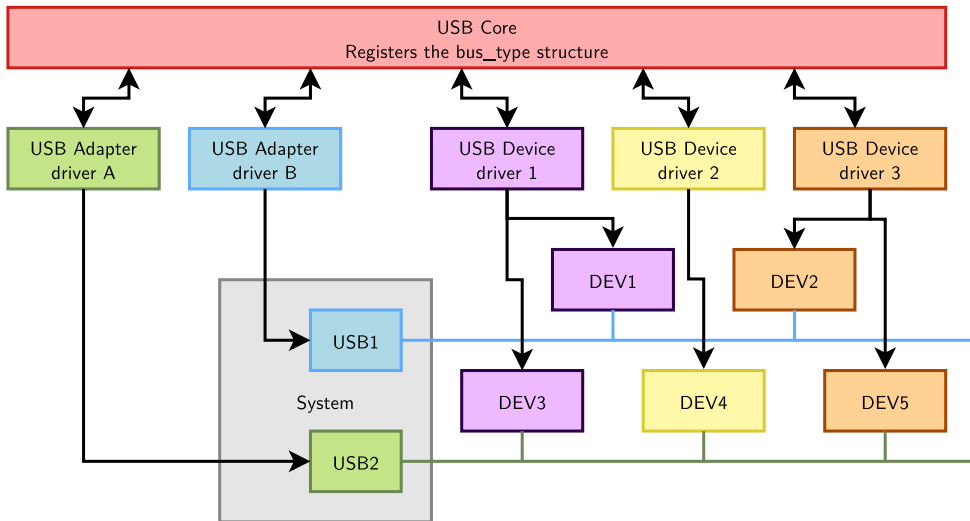 USB Core
Registers the bus_type structure
USB Adapter
driver A
USB Adapter
driver B
USB Device
driver 1
USB Device
driver 2
USB Device
driver 3
DEV1
DEV2
USB1
System
DEV3
DEV4
DEV5
USB2